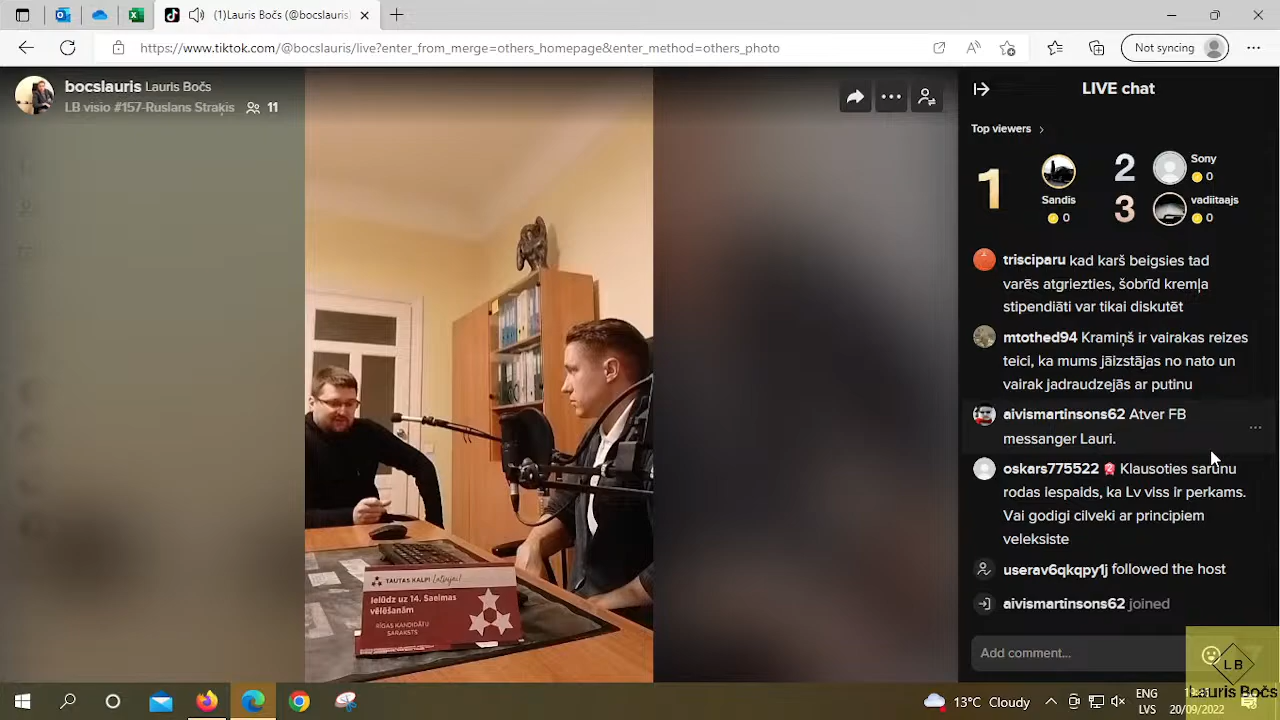 (1)Lauris Bočs (@bocslauris
https://www.tiktok.com/@bocslauris/live?enter_from_merge=others_homepage&enter_method=others_photo
Not syncing
bocslauris Lauris Bočs
LB visio #157-Ruslans Straķis 11
LIVE chat
Top viewers
1
Sandis
0
2
Sony
0
3
vadiitaajs
0
trisciparu kad karš beigsies tad
varēs atgriezties, šobrīd kremļa
stipendiāti var tikai diskutēt
mtothed94 Kramiņš ir vairakas reizes
teici, ka mums jāizstājas no nato un
vairak jadraudzejās ar putinu
aivismartinsons62 Atver FB
messanger Lauri.
oskars775522 Klausoties sarunu
rodas iespaids, ka Lv viss ir perkams.
Vai godigi cilveki ar principiem
veleksiste
userav6qkqpy1j followed the host
aivismartinsons62 joined
Add comment...
TAUTAS KALPI Latvijai!
Ielūdz uz 14. Saeimas
vēlēšanām
RĪGAS KANDIDĀTU
SARAKSTS
LB
Lauris Bočs
13°C Cloudy
ENG
LVS
20/09/2022